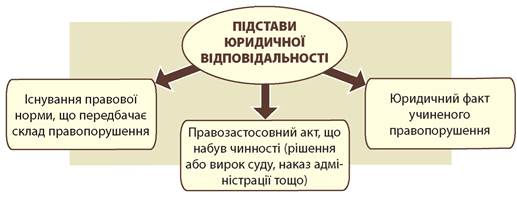 ПІДСТАВИ
ЮРИДИЧНОЇ
ВІДПОВІДАЛЬНОСТІ
Існування правової
норми, що передбачає
склад правопорушення
Правозастосовний акт, що
набув чинності (рішення
або вирок суду, наказ адмі-
ністрації тощо)
Юридичний факт
учиненого
правопорушення